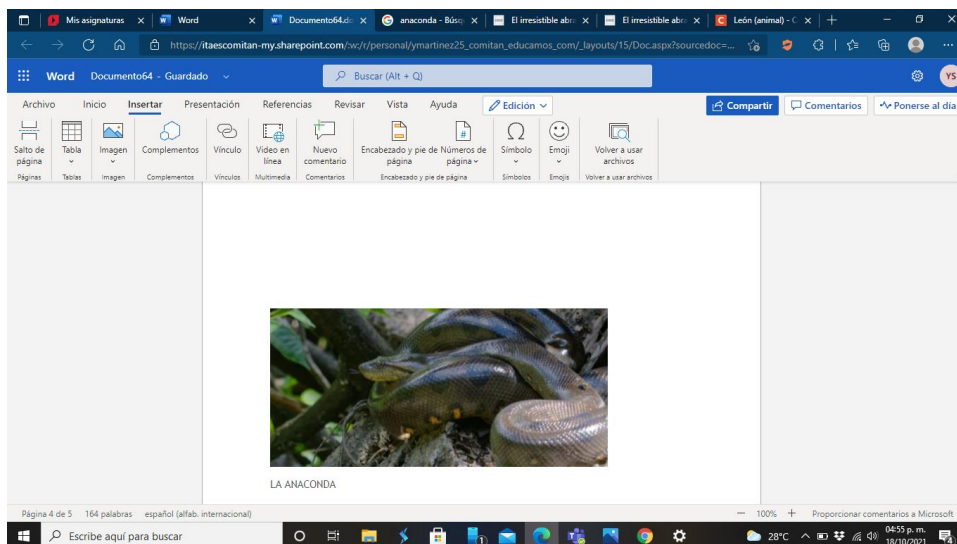 Mis asignaturas
Word
Documento64.do
anaconda - Búsq
El irresistible abra
El irresistible abra
León (animal) - C
https://itaescomitan-my.sharepoint.com/:w:/r/personal/ymartinez25_comitan_educamos_com/_layouts/15/Doc.aspx?sourcedoc=...
Word Documento64 - Guardado
Buscar (Alt + Q)
YS
Archivo Inicio Insertar Presentación Referencias Revisar Vista Ayuda Edición Compartir Comentarios Ponerse al día
Salto de página
Tabla
Imagen
Complementos
Vínculo
Video en línea
Nuevo comentario
Encabezado y pie de página
Números de página
Símbolo
Emoji
Volver a usar archivos
Páginas Tablas Imagen Complementos Vínculos Multimedia Comentarios Encabezado y pie de página Símbolos Emojis Volver a usar archivos
LA ANACONDA
Página 4 de 5 164 palabras español (alfab. internacional) 100% Proporcionar comentarios a Microsoft
Escribe aquí para buscar
28°C
04:55 p. m.
18/10/2021